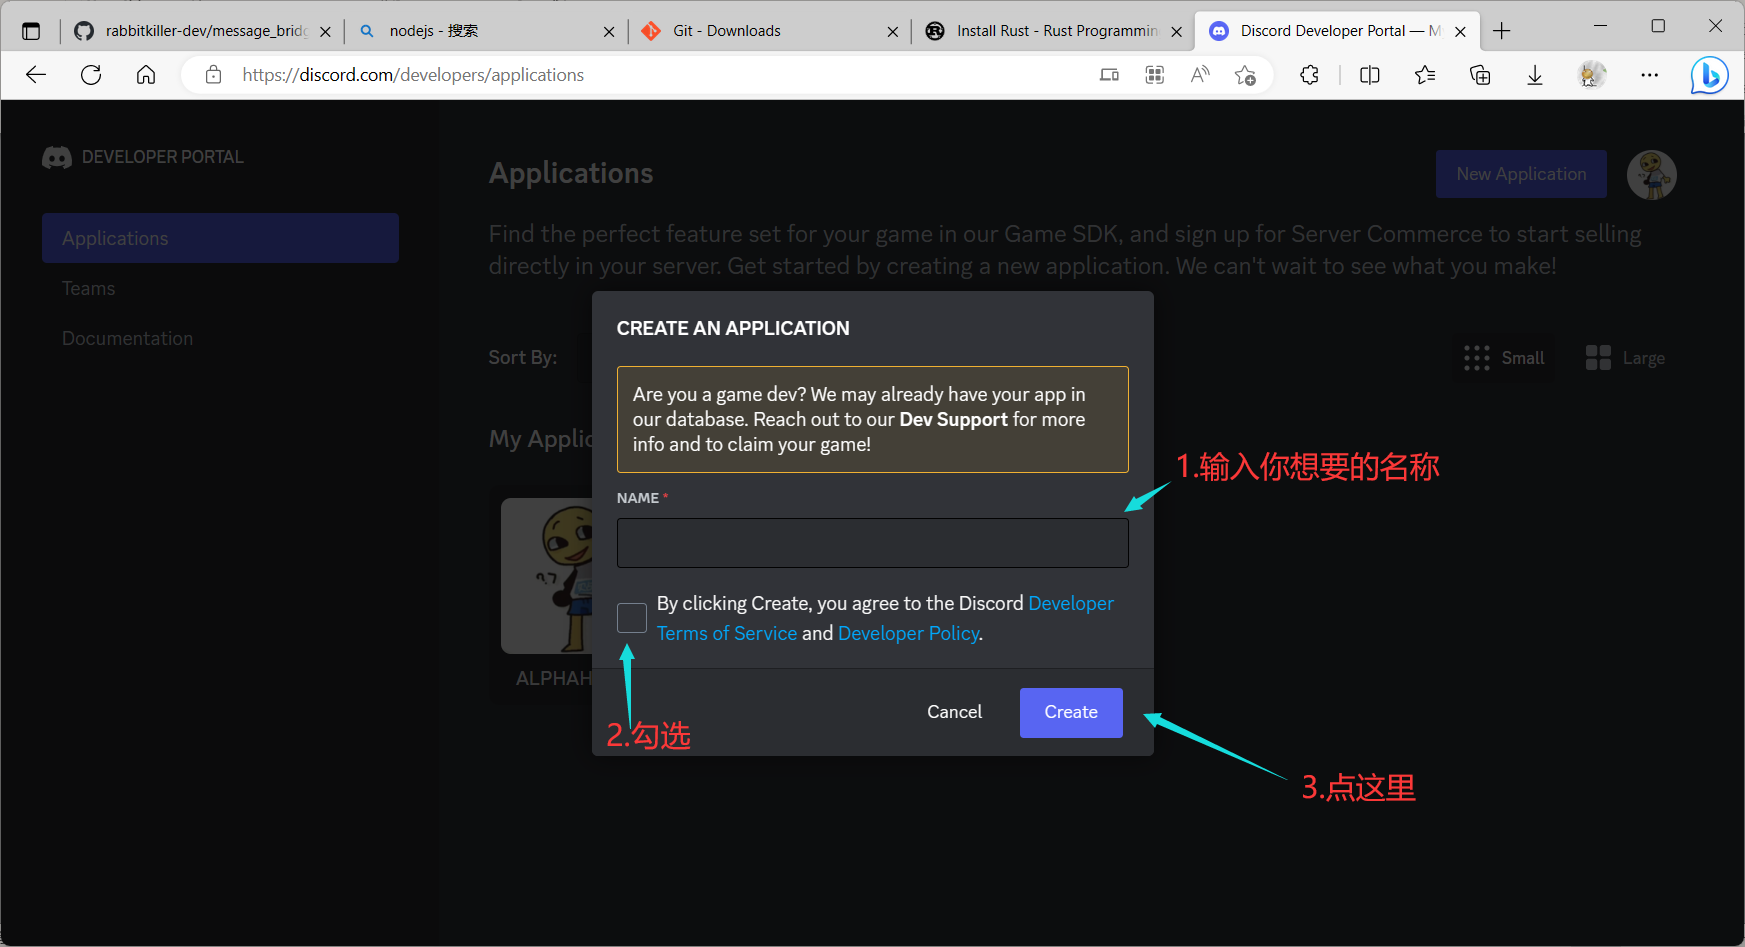 rabbitkiller-dev/message_bridg
nodejs - 搜索
Git - Downloads
Install Rust - Rust Programmin
Discord Developer Portal — My
https://discord.com/developers/applications
DEVELOPER PORTAL
Applications
Teams
Documentation
Applications
New Application
Find the perfect feature set for your game in our Game SDK, and sign up for Server Commerce to start selling
directly in your server. Get started by creating a new application. We can't wait to see what you make!
Sort By:
Small
Large
My Applic
ALPHAH
CREATE AN APPLICATION
Are you a game dev? We may already have your app in
our database. Reach out to our Dev Support for more
info and to claim your game!
NAME *
1.输入你想要的名称
By clicking Create, you agree to the Discord Developer
Terms of Service and Developer Policy.
2.勾选
Cancel
Create
3.点这里